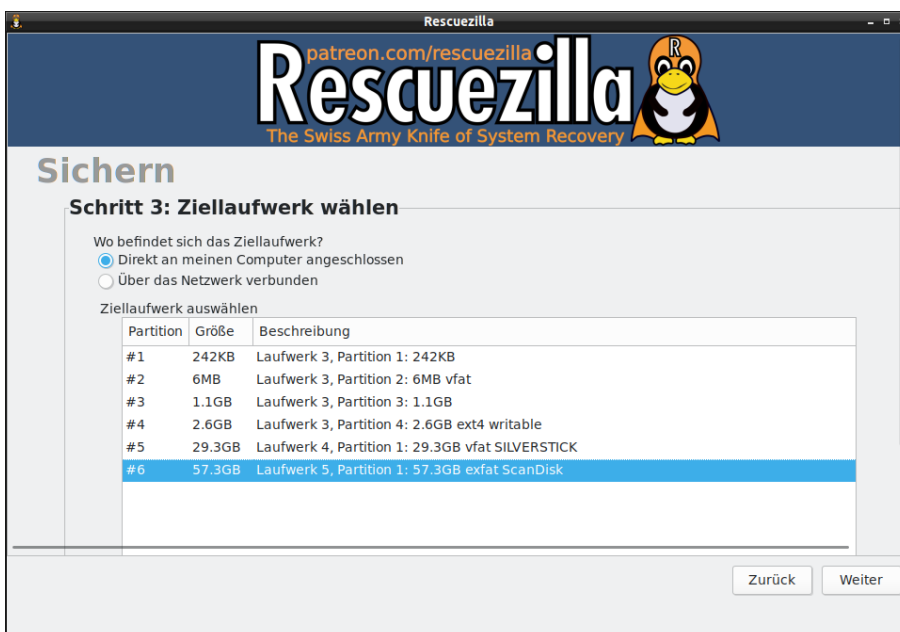 Rescuezilla
patreon.com/rescuezilla
R
Rescuezilla
The Swiss Army Knife of System Recovery
Sichern
Schritt 3: Ziellaufwerk wählen
Wo befindet sich das Ziellaufwerk?
Direkt an meinen Computer angeschlossen
Über das Netzwerk verbunden
Ziellaufwerk auswählen
Partition Größe Beschreibung
#1 242KB Laufwerk 3, Partition 1: 242KB
#2 6MB Laufwerk 3, Partition 2: 6MB vfat
#3 1.1GB Laufwerk 3, Partition 3: 1.1GB
#4 2.6GB Laufwerk 3, Partition 4: 2.6GB ext4 writable
#5 29.3GB Laufwerk 4, Partition 1: 29.3GB vfat SILVERSTICK
#6 57.3GB Laufwerk 5, Partition 1: 57.3GB exfat ScanDisk
Zurück Weiter